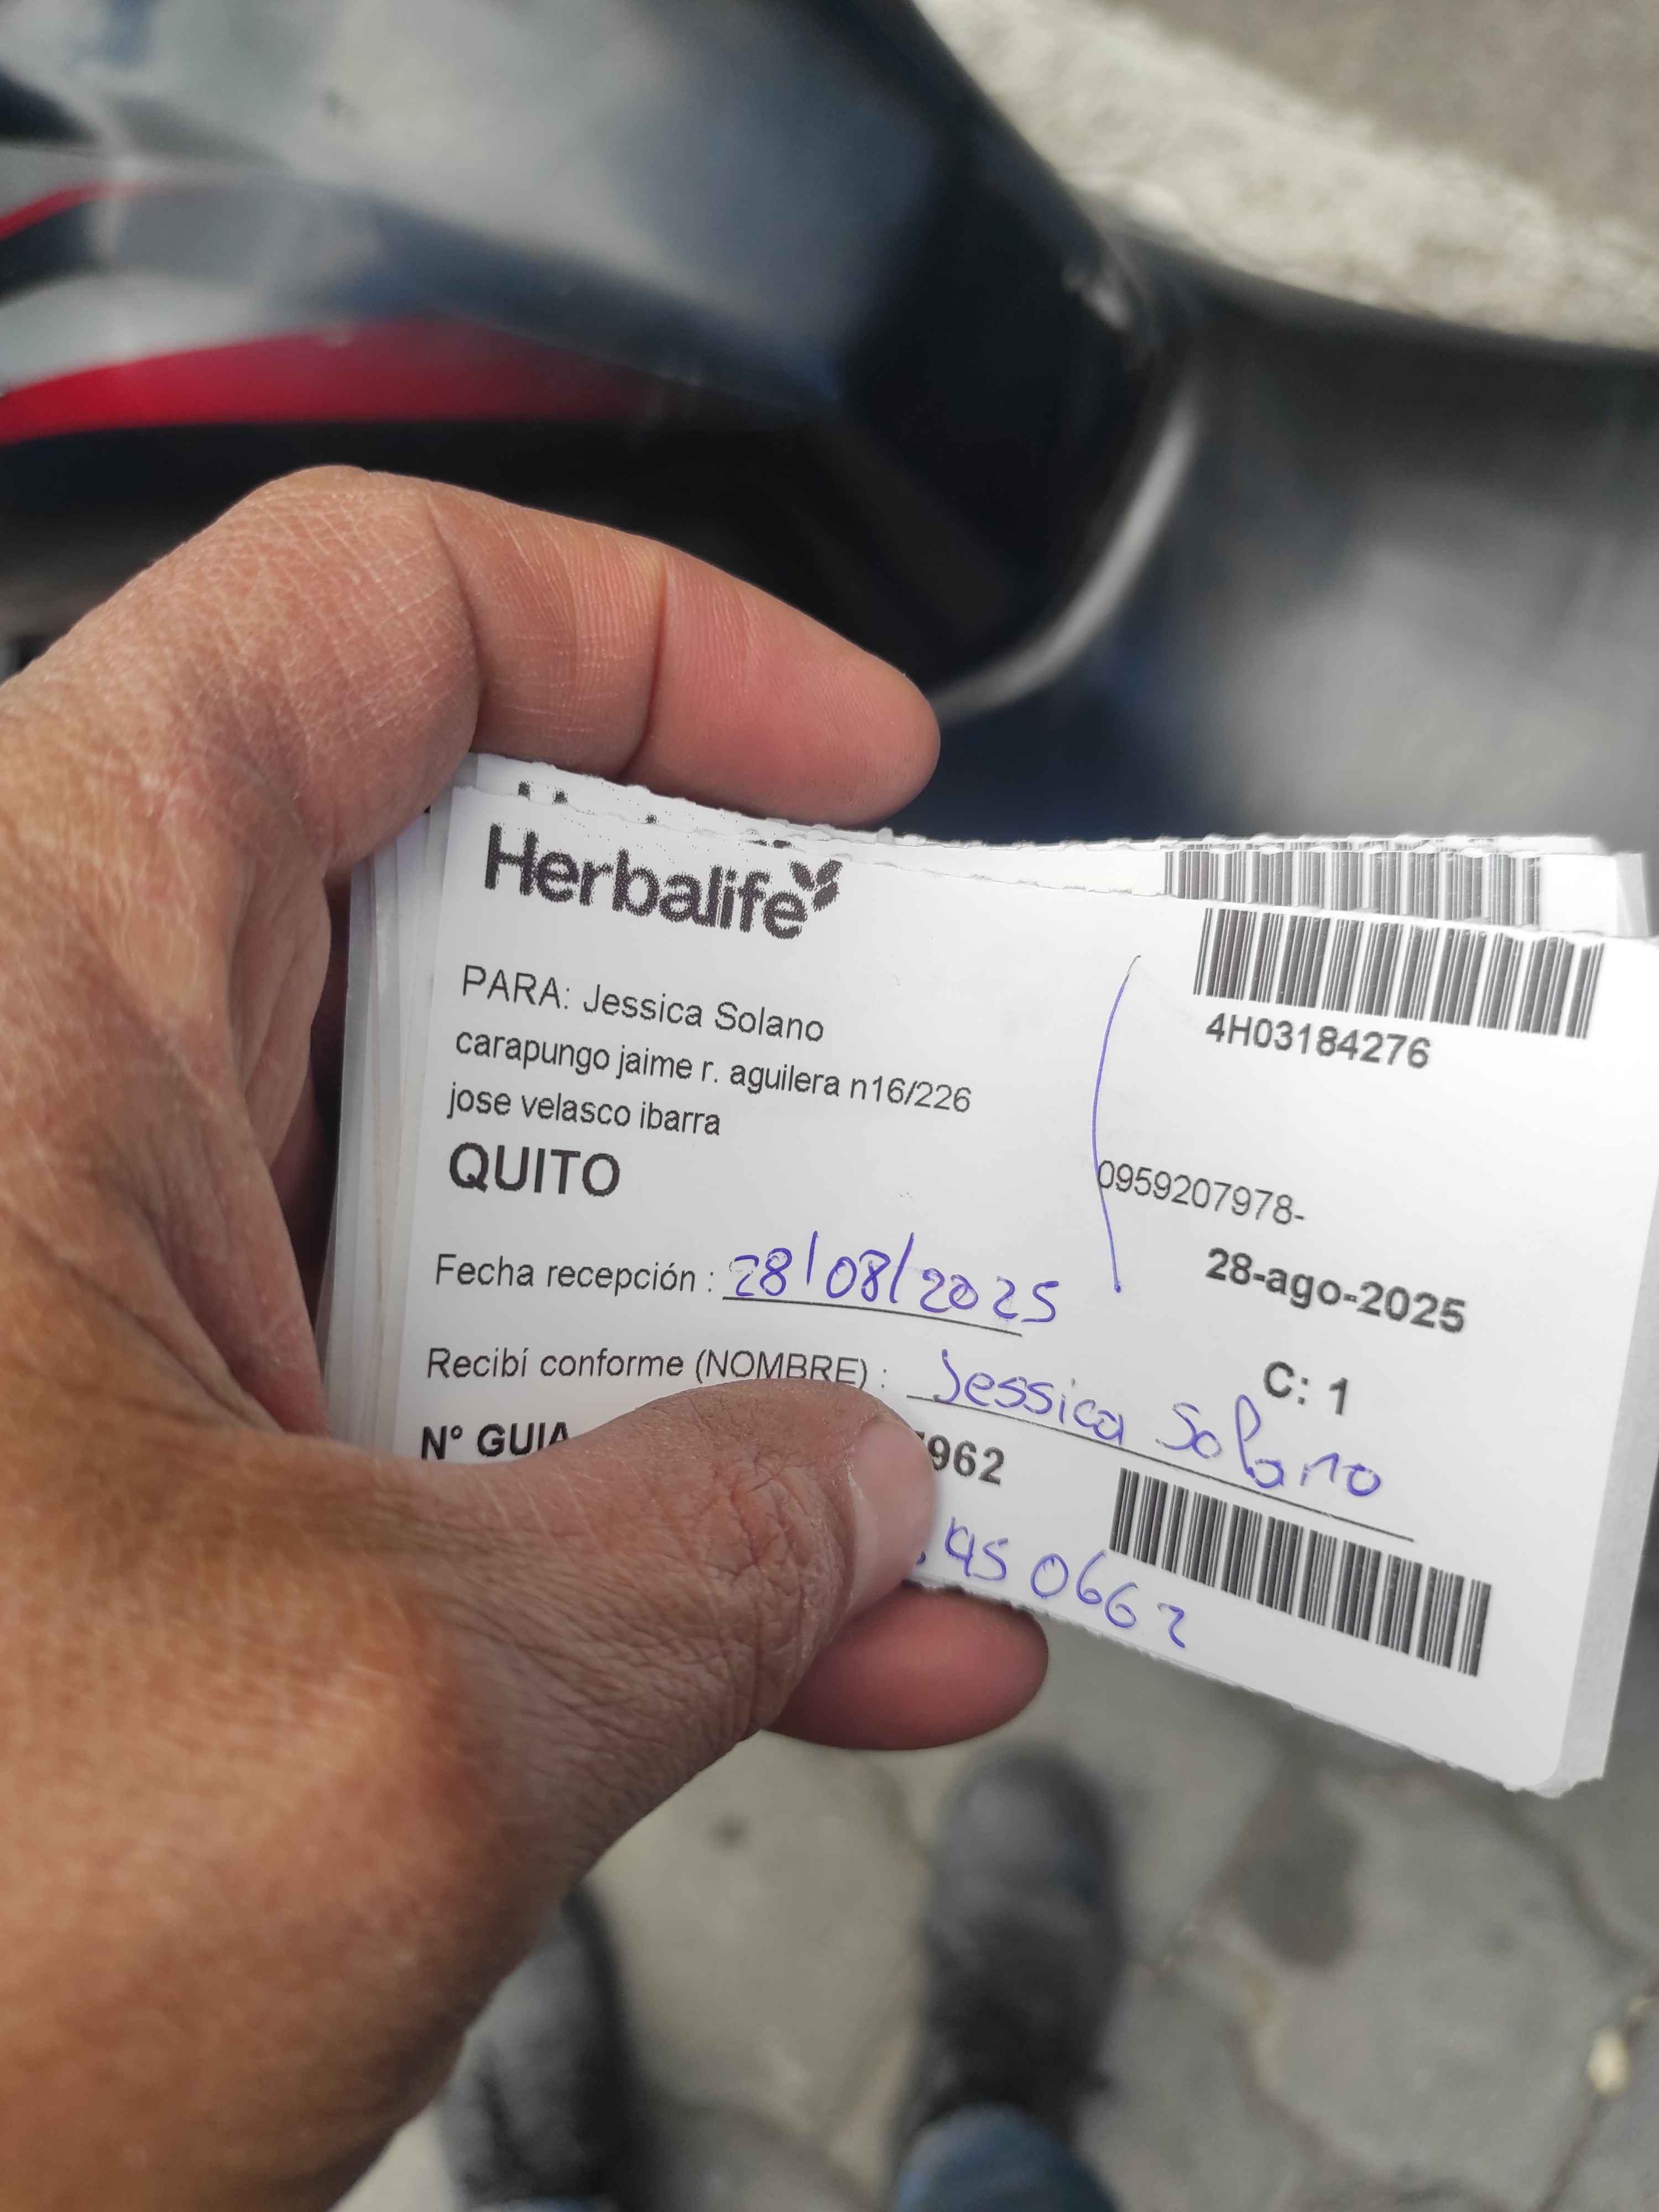 Herbalife
4H03184276
PARA: Jessica Solano
carapungo jaime r. aguilera n16/226
jose velasco ibarra
QUITO
0959207978-
28-ago-2025
Fecha recepción : 28/08/2025
C: 1
Recibí conforme (NOMBRE) : Jessica Solano
N° GUIA 962
450662